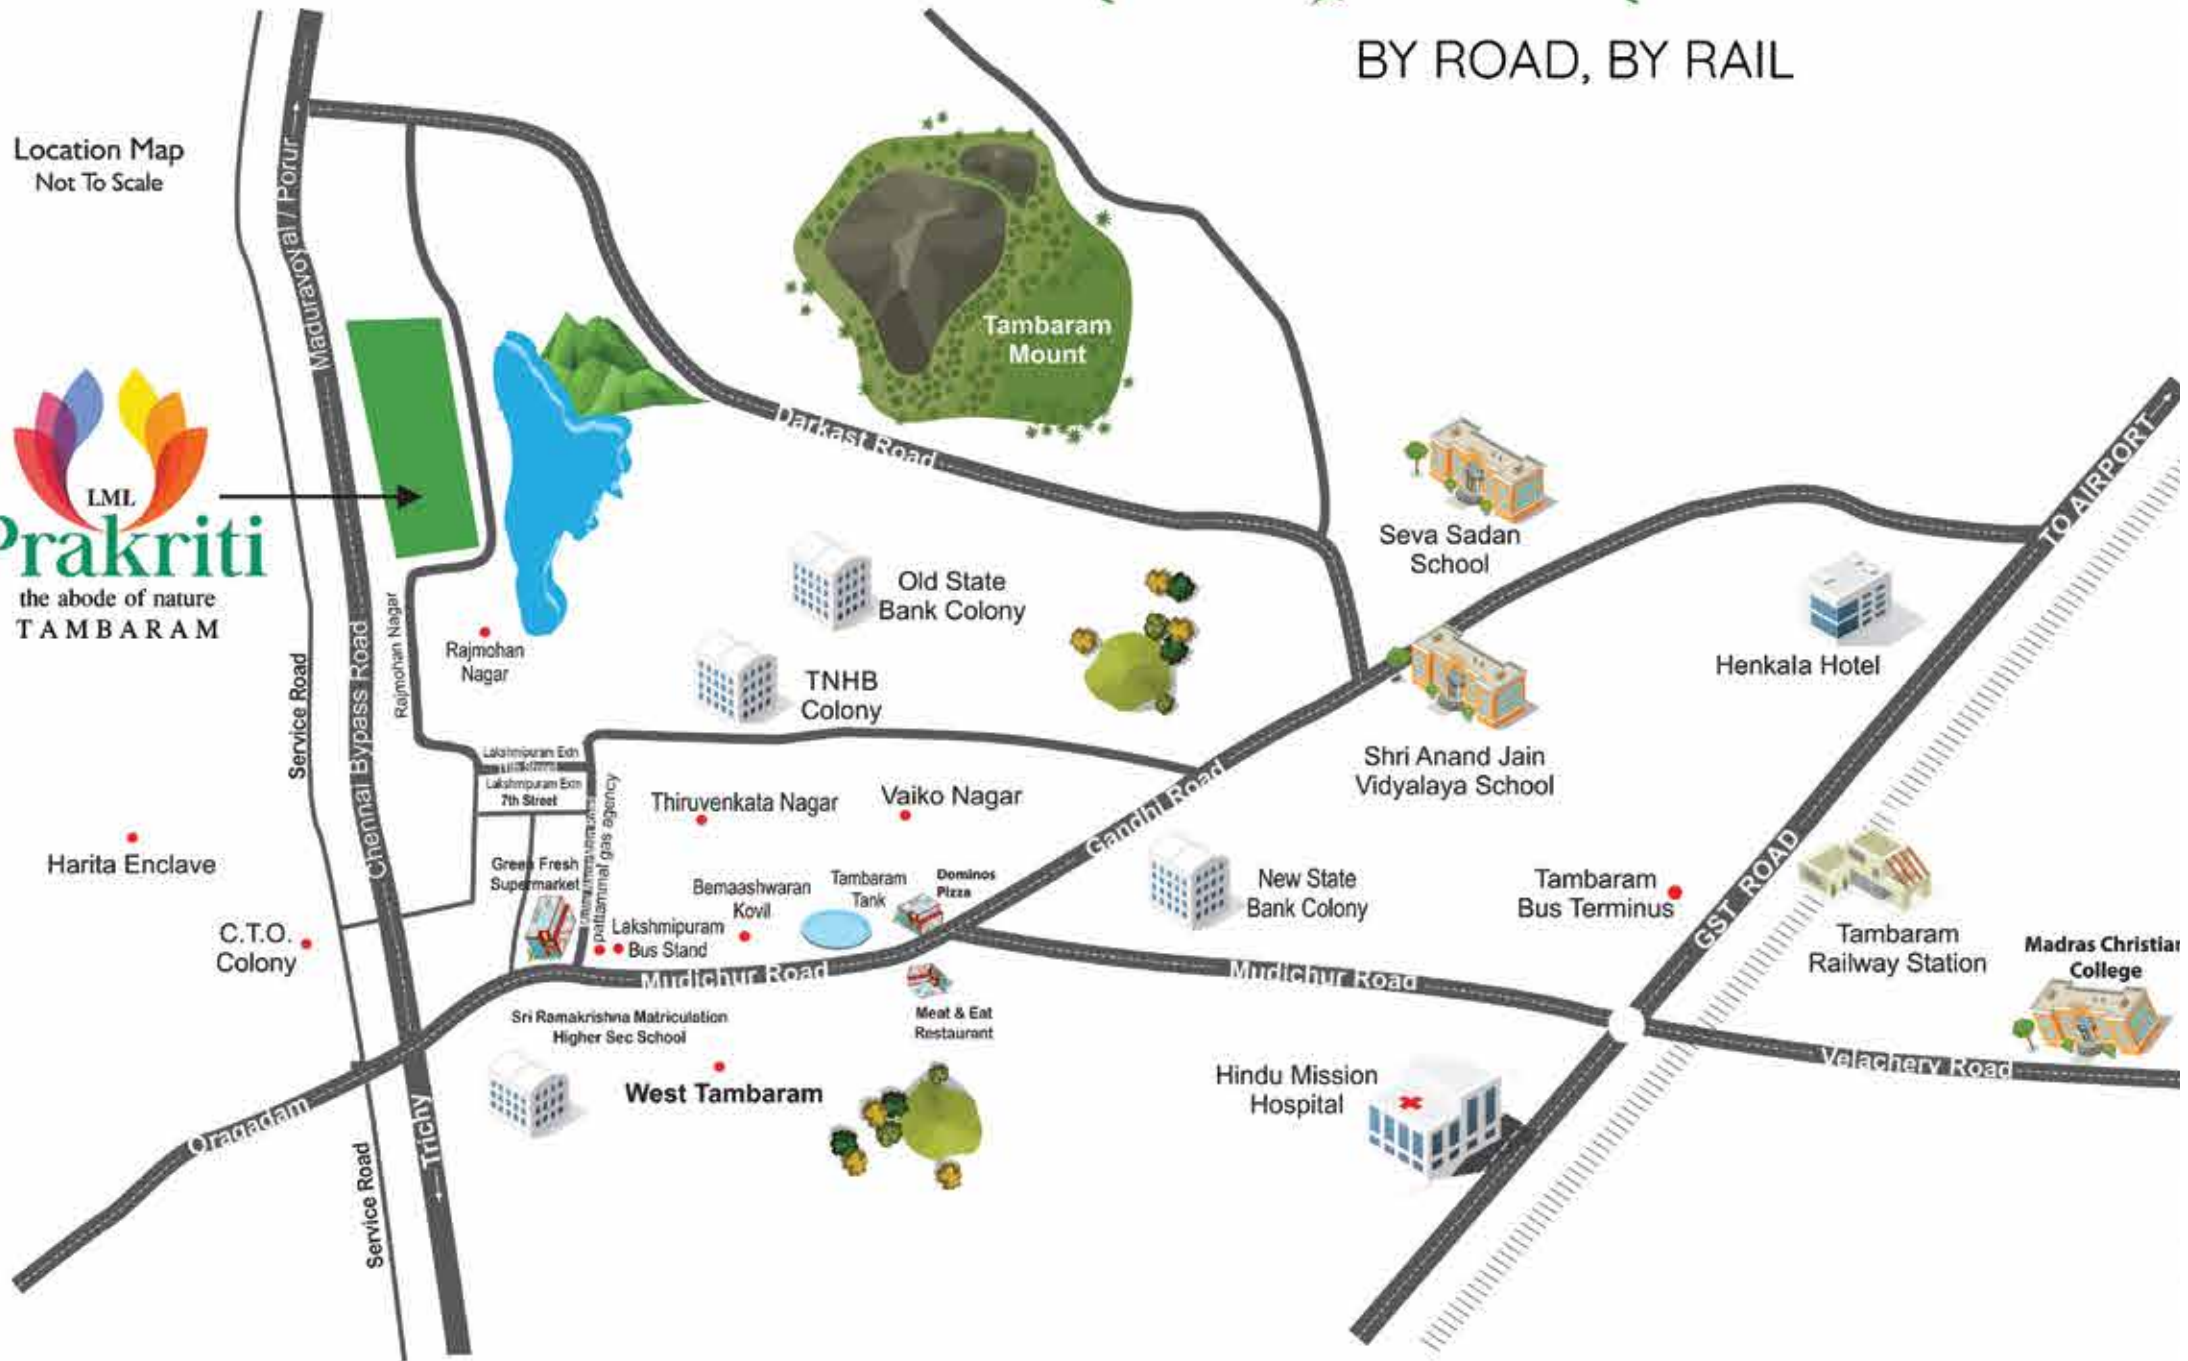 BY ROAD, BY RAIL
Location Map
Not To Scale
Maduravoyal / Porur
Tambaram
Mount
Darkast Road
LML
Prakriti
the abode of nature
TAMBARAM
TO AIRPORT
Seva Sadan
School
Old State
Bank Colony
Henkala Hotel
Rajmohan Nagar
Rajmohan
Nagar
Service Road
Chennai Bypass Road
TNHB
Colony
Shri Anand Jain
Vidyalaya School
Lakshmipuram Extn
11th Street
Lakshmipuram Extn
7th Street
pattammal gas agency
Thiruvenkata Nagar
Vaiko Nagar
Gandhi Road
Harita Enclave
Green Fresh
Supermarket
Bemaashwaran
Kovil
Tambaram
Tank
Dominos
Pizza
New State
Bank Colony
Tambaram
Bus Terminus
GST ROAD
Tambaram
Railway Station
Madras Christian
College
C.T.O.
Colony
Lakshmipuram
Bus Stand
Mudichur Road
Mudichur Road
Sri Ramakrishna Matriculation
Higher Sec School
Meat & Eat
Restaurant
West Tambaram
Hindu Mission
Hospital
Velachery Road
Oragadam
Trichy
Service Road